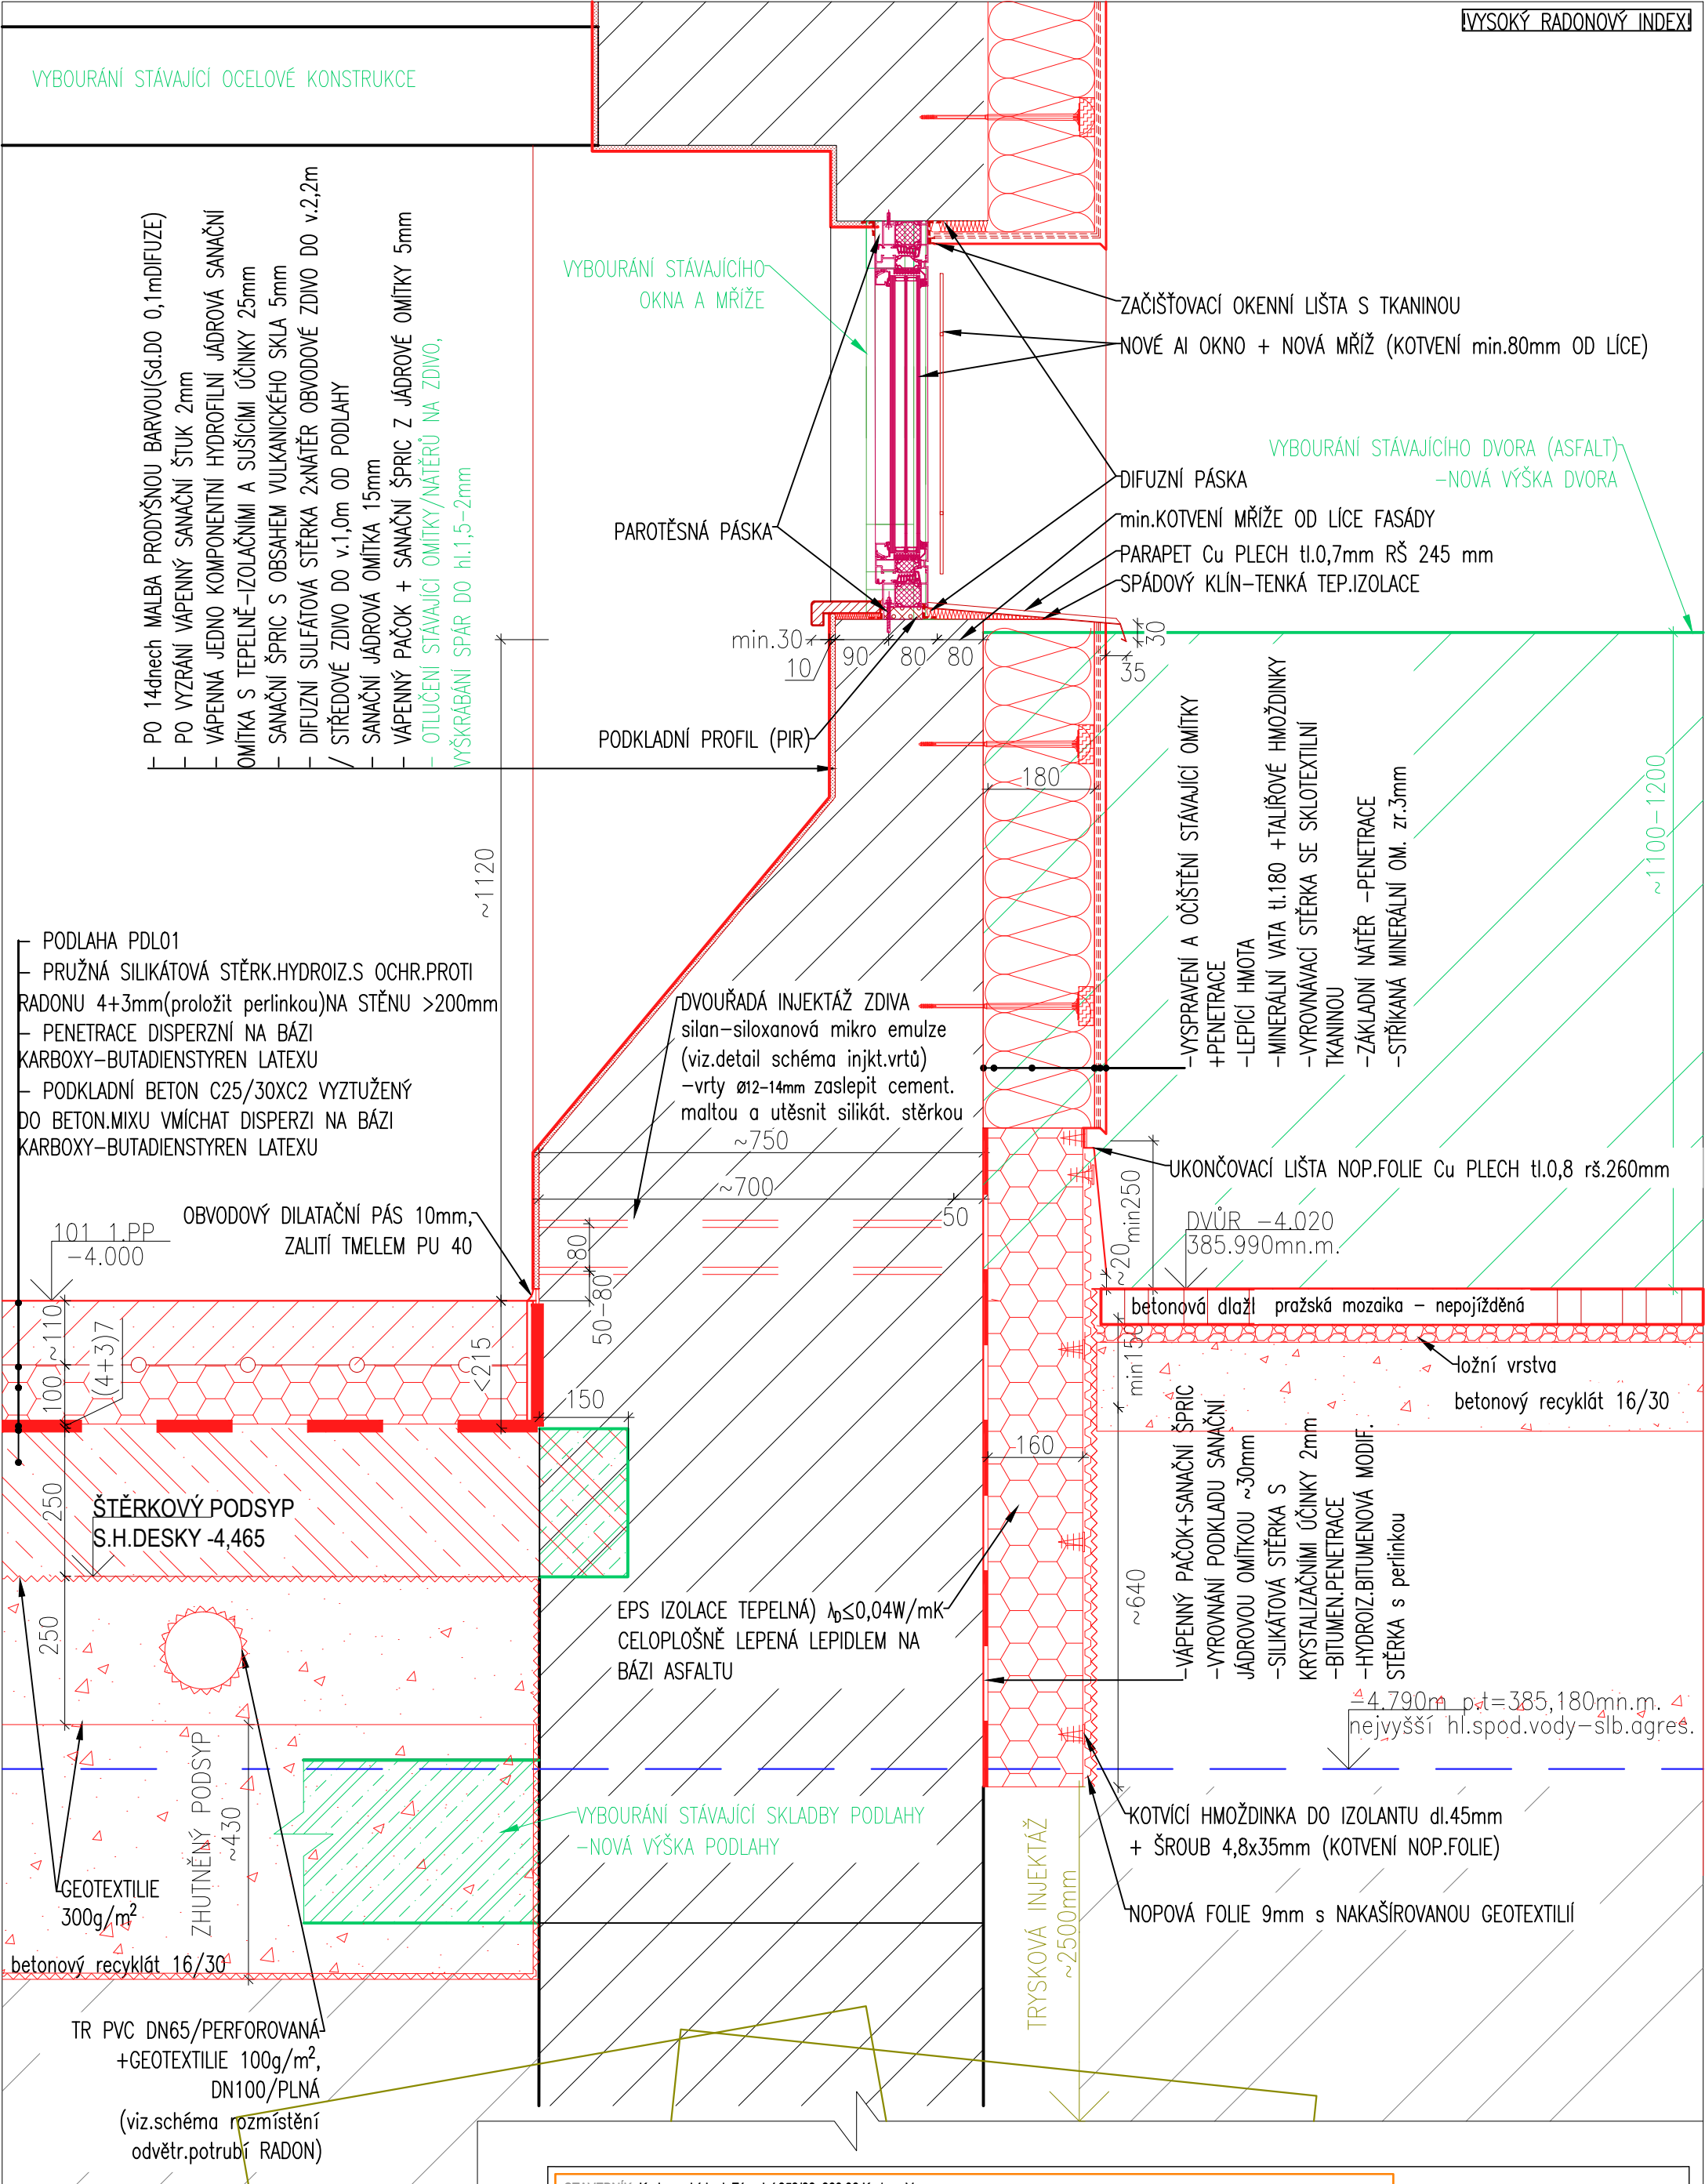 !VYSOKÝ RADONOVÝ INDEX!
VYBOURÁNÍ STÁVAJÍCÍ OCELOVÉ KONSTRUKCE
- PO 14dnech MALBA PRODYŠNOU BARVOU(Sd.DO 0,1mDIFUZE)
- PO VYZRÁNÍ VÁPENNÝ SANAČNÍ ŠTUK 2mm
- VÁPENNÁ JEDNO KOMPONENTNÍ HYDROFILNÍ JÁDROVÁ SANAČNÍ
OMÍTKA S TEPELNĚ-IZOLAČNÍMI A SUŠÍCIMI ÚČINKY 25mm
- SANAČNÍ ŠPRIC S OBSAHEM VULKANICKÉHO SKLA 5mm
- DIFUZNÍ SULFÁTOVÁ STĚRKA 2xNÁTĚR OBVODOVÉ ZDIVO DO v.2,2m
/ STŘEDOVÉ ZDIVO DO v.1,0m OD PODLAHY
- SANAČNÍ JÁDROVÁ OMÍTKA 15mm
- VÁPENNÝ PAČOK + SANAČNÍ ŠPRIC Z JÁDROVÉ OMÍTKY 5mm
- OTLUČENÍ STÁVAJÍCÍ OMÍTKY/NÁTĚRŮ NA ZDIVO,
VYŠKRÁBÁNÍ SPÁR DO hl.1,5-2mm
VYBOURÁNÍ STÁVAJÍCÍHO
OKNA A MŘÍŽE
ZAČIŠŤOVACÍ OKENNÍ LIŠTA S TKANINOU
NOVÉ Al OKNO + NOVÁ MŘÍŽ (KOTVENÍ min.80mm OD LÍCE)
VYBOURÁNÍ STÁVAJÍCÍHO DVORA (ASFALT)
-NOVÁ VÝŠKA DVORA
DIFUZNÍ PÁSKA
PAROTĚSNÁ PÁSKA
min.KOTVENÍ MŘÍŽE OD LÍCE FASÁDY
PARAPET Cu PLECH tl.0,7mm RŠ 245 mm
SPÁDOVÝ KLÍN-TENKÁ TEP.IZOLACE
min.30
10
90
80
80
30
35
PODKLADNÍ PROFIL (PIR)
180
~1120
~1100-1200
-VYSPRAVENÍ A OČIŠTĚNÍ STÁVAJÍCÍ OMÍTKY
+PENETRACE
-LEPÍCÍ HMOTA
-MINERÁLNÍ VATA tl.180 +TALÍŘOVÉ HMOŽDINKY
-VYROVNÁVACÍ STĚRKA SE SKLOTEXTILNÍ
TKANINOU
-ZÁKLADNÍ NÁTĚR -PENETRACE
-STŘÍKANÁ MINERÁLNÍ OM. zr.3mm
- PODLAHA PDL01
- PRUŽNÁ SILIKÁTOVÁ STĚRK.HYDROIZ.S OCHR.PROTI
RADONU 4+3mm(proložit perlinkou)NA STĚNU >200mm
- PENETRACE DISPERZNÍ NA BÁZI
KARBOXY-BUTADIENSTYREN LATEXU
- PODKLADNÍ BETON C25/30XC2 VYZTUŽENÝ
DO BETON.MIXU VMÍCHAT DISPERZI NA BÁZI
KARBOXY-BUTADIENSTYREN LATEXU
DVOUŘADÁ INJEKTÁŽ ZDIVA
silan-siloxanová mikro emulze
(viz.detail schéma injkt.vrtů)
-vrty ø12-14mm zaslepit cement.
maltou a utěsnit silikát. stěrkou
~750
~700
50
UKONČOVACÍ LIŠTA NOP.FOLIE Cu PLECH tl.0,8 rš.260mm
min250
~20
OBVODOVÝ DILATAČNÍ PÁS 10mm,
ZALITÍ TMELEM PU 40
101 1.PP
-4.000
DVŮR -4.020
385.990mn.m.
80
50-80
betonová dlaž
pražská mozaika - nepojížděná
~110
100
(4+3)7
<215
150
min150
ložní vrstva
betonový recyklát 16/30
160
250
ŠTĚRKOVÝ PODSYP
S.H.DESKY -4,465
250
EPS IZOLACE TEPELNÁ) λD≤0,04W/mK
CELOPLOŠNĚ LEPENÁ LEPIDLEM NA
BÁZI ASFALTU
~640
-VÁPENNÝ PAČOK+SANAČNÍ ŠPRIC
-VYROVNÁNÍ PODKLADU SANAČNÍ
JÁDROVOU OMÍTKOU ~30mm
-SILIKÁTOVÁ STĚRKA S
KRYSTALIZAČNÍMI ÚČINKY 2mm
-BITUMEN.PENETRACE
-HYDROIZ.BITUMENOVÁ MODIF.
STĚRKA s perlinkou
-4.790m p.t=385,180mn.m.
nejvyšší hl.spod.vody-slb.agres.
ZHUTNĚNÝ PODSYP
~430
VYBOURÁNÍ STÁVAJÍCÍ SKLADBY PODLAHY
-NOVÁ VÝŠKA PODLAHY
KOTVÍCÍ HMOŽDINKA DO IZOLANTU dl.45mm
+ ŠROUB 4,8x35mm (KOTVENÍ NOP.FOLIE)
TRYSKOVÁ INJEKTÁŽ
~2500mm
NOPOVÁ FOLIE 9mm s NAKAŠÍROVANOU GEOTEXTILIÍ
GEOTEXTILIE
300g/m²
betonový recyklát 16/30
TR PVC DN65/PERFOROVANÁ
+GEOTEXTILIE 100g/m²,
DN100/PLNÁ
(viz.schéma rozmístění
odvětr.potrubí RADON)